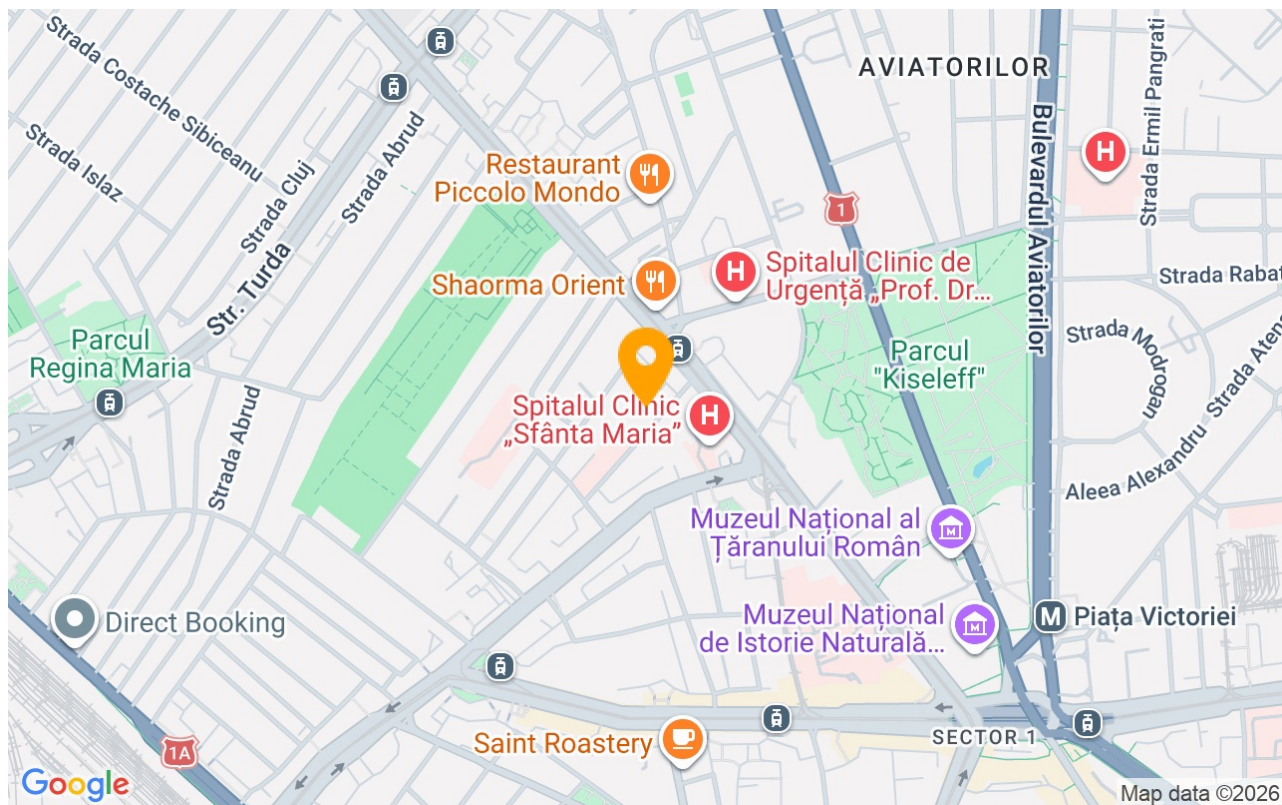 Strada Costache Sibiceanu
Strada Islaz
Strada Cluj
Strada Abrud
Str. Turda
AVIATORILOR
Strada Ermil Pangrati
Bulevardul Aviatorilor
H
Restaurant
Piccolo Mondo
1
Shaorma Orient
H
Spitalul Clinic de
Urgență „Prof. Dr...
Strada Rabat
Strada Modrogan
Parcul
Regina Maria
Parcul
"Kiseleff"
Strada Abrud
Spitalul Clinic
„Sfânta Maria”
H
Aleea Alexandru
Muzeul Național al
Țăranului Român
M
Direct Booking
Muzeul Național
de Istorie Naturală...
M
M
Piața Victoriei
Saint Roastery
SECTOR 1
1A
Google
Map data ©2026